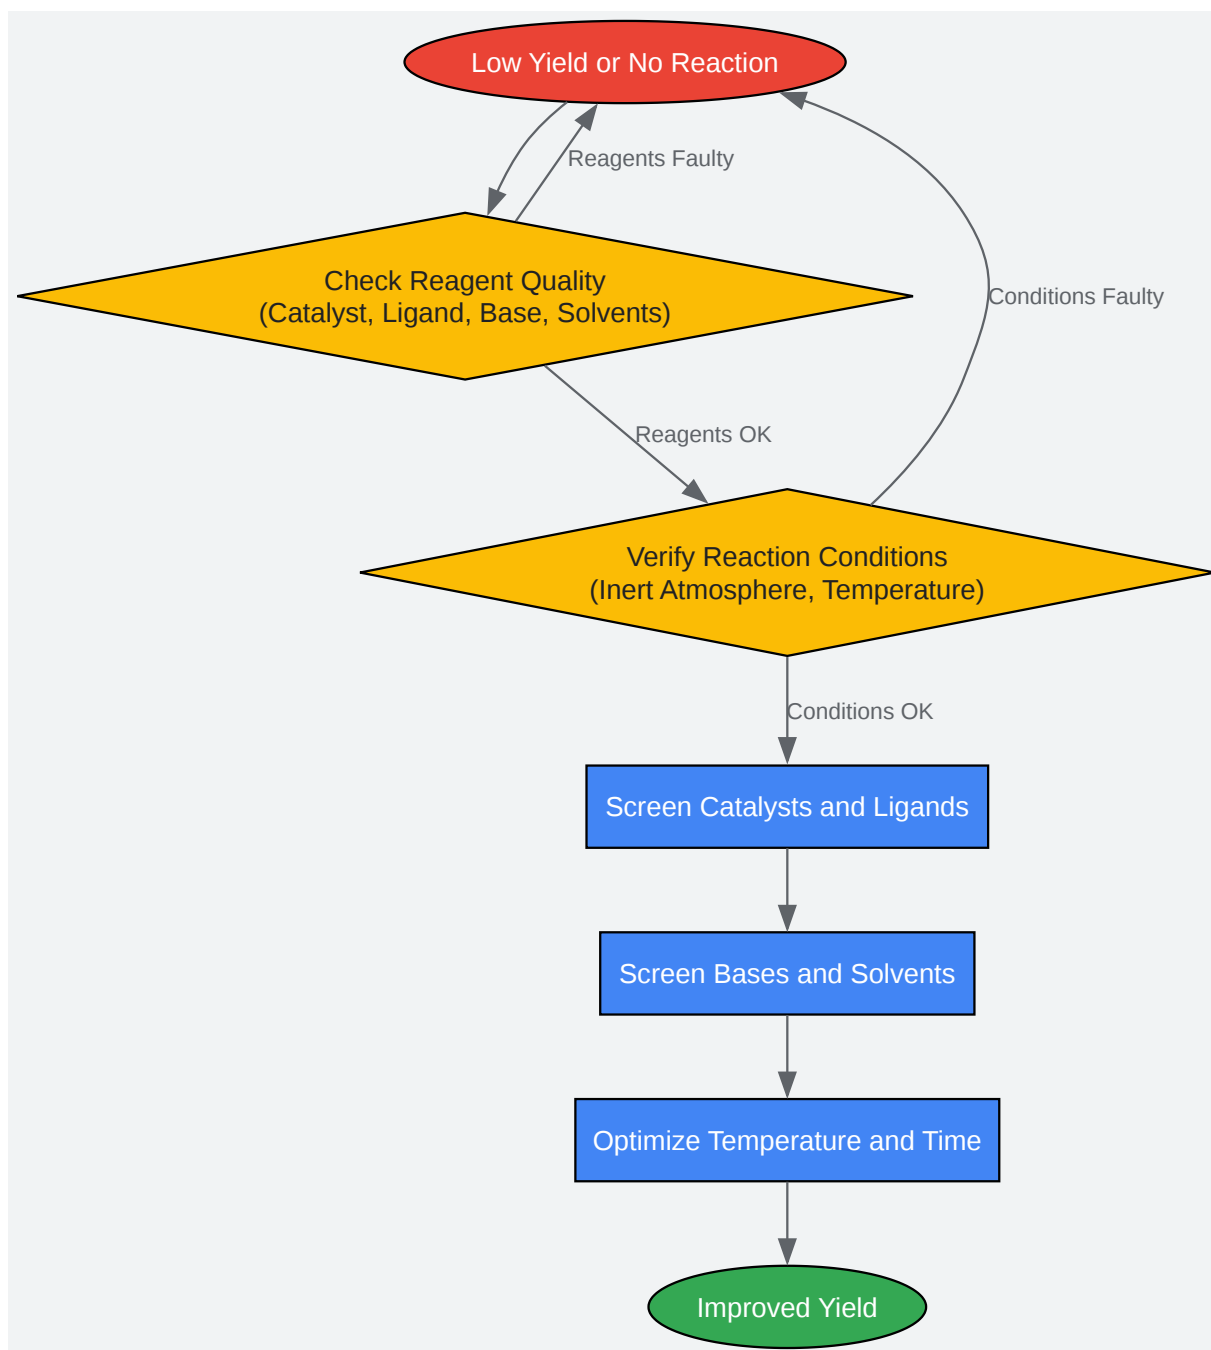 Low Yield or No Reaction
Reagents Faulty
Check Reagent Quality
(Catalyst, Ligand, Base, Solvents)
Conditions Faulty
Reagents OK
Verify Reaction Conditions
(Inert Atmosphere, Temperature)
Conditions OK
Screen Catalysts and Ligands
Screen Bases and Solvents
Optimize Temperature and Time
Improved Yield